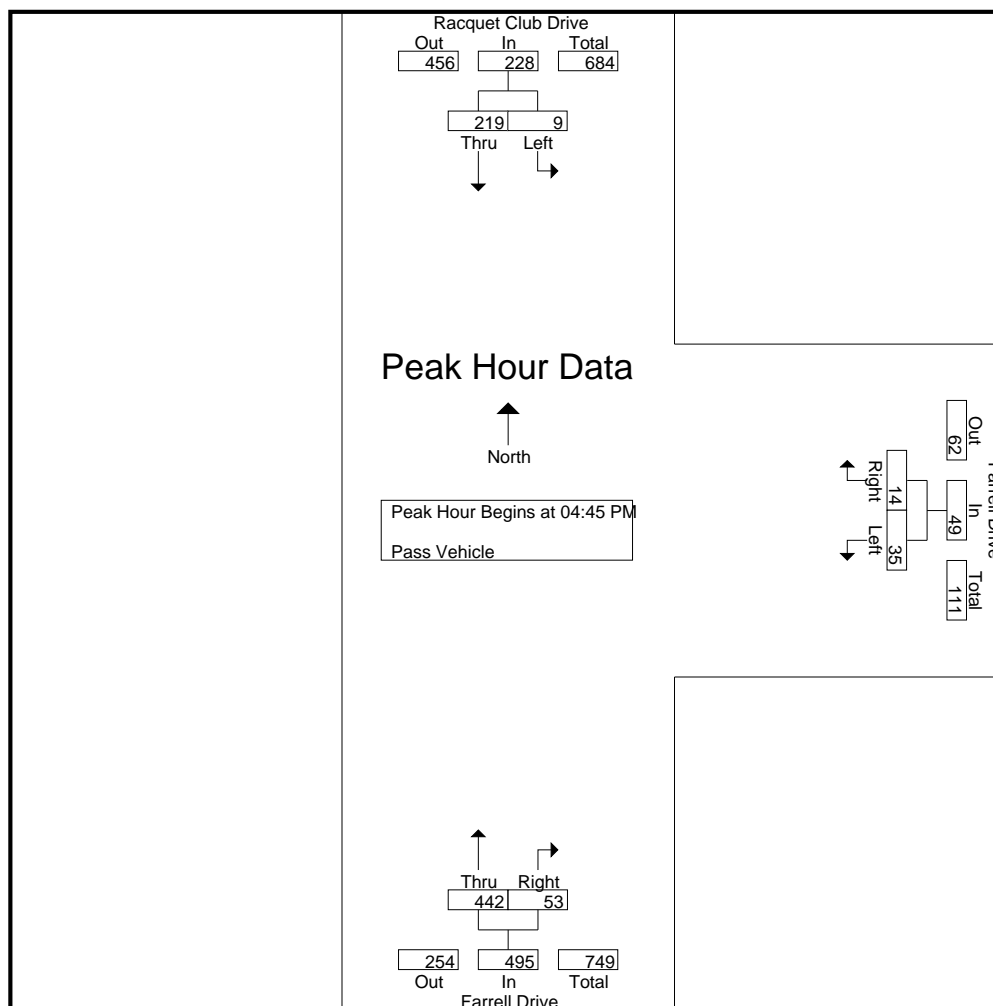 Racquet Club Drive
Out In Total
456 228 684
219 9
Thru Left
Peak Hour Data
North
Peak Hour Begins at 04:45 PM
Pass Vehicle
Out In Total
62 49 111
Right Left
14 35
Thru Right
442 53
254 495 749
Out In Total
Farrell Drive